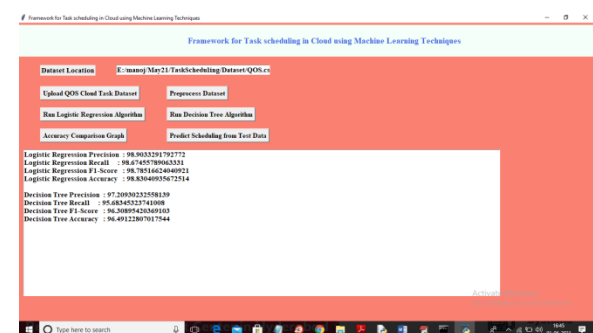 Framework for Task scheduling in Cloud using Machine Learning Techniques
Framework for Task scheduling in Cloud using Machine Learning Techniques
Dataset Location E:/manoj/May21/TaskScheduling/Dataset/QOS.cs
Upload QOS Cloud Task Dataset Preprocess Dataset
Run Logistic Regression Algorithm Run Decision Tree Algorithm
Accuracy Comparison Graph Predict Scheduling from Test Data
Logistic Regression Precision : 98.9033291792772
Logistic Regression Recall : 98.67455789063331
Logistic Regression F1-Score : 98.78516624040921
Logistic Regression Accuracy : 98.83040935672514
Decision Tree Precision : 97.20930232558139
Decision Tree Recall : 95.68345323741008
Decision Tree F1-Score : 96.30895420369103
Decision Tree Accuracy : 96.49122807017544
Activate
Type here to search
16:45